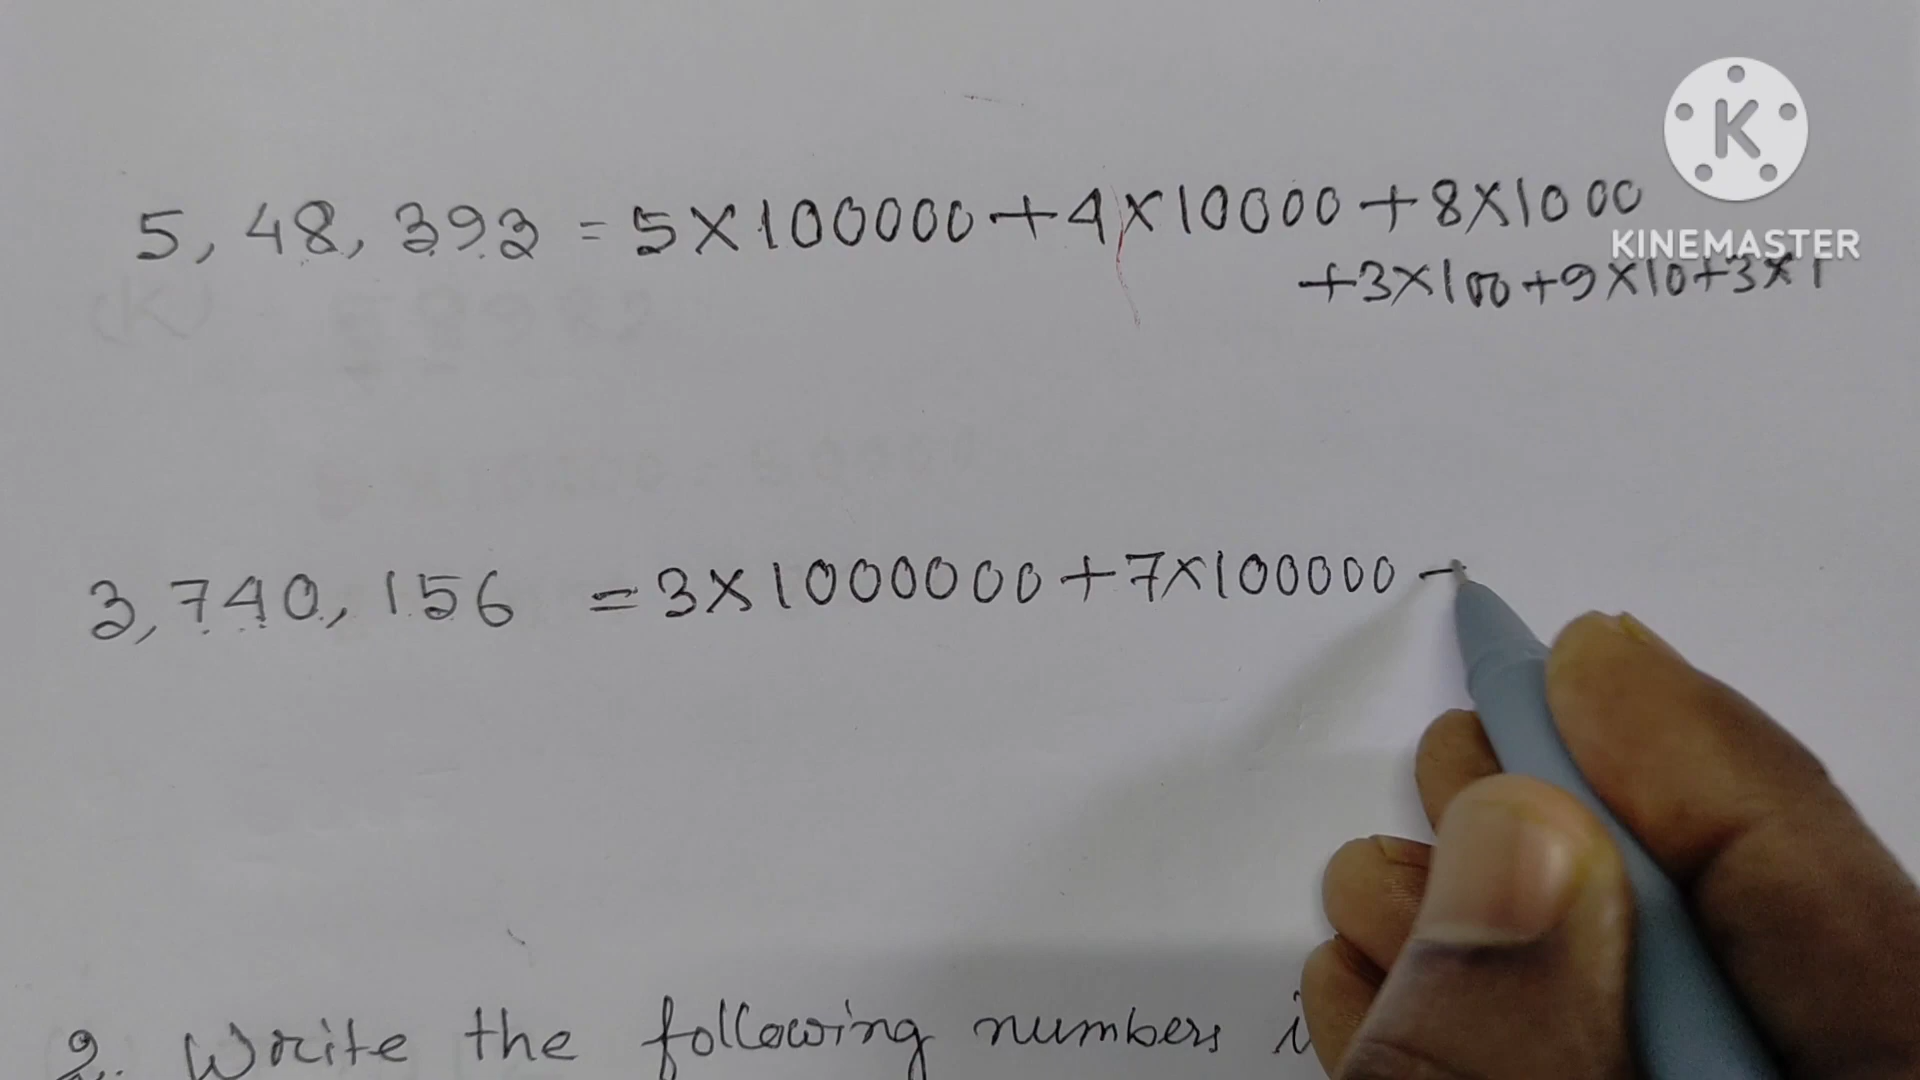 K
KINEMASTER
5, 48, 393 = 5×100000 + 4×10000 + 8×1000
+3×100+9×10+3×1
3,740,156 = 3×1000000 +7×100000 +
2. Write the following numbers